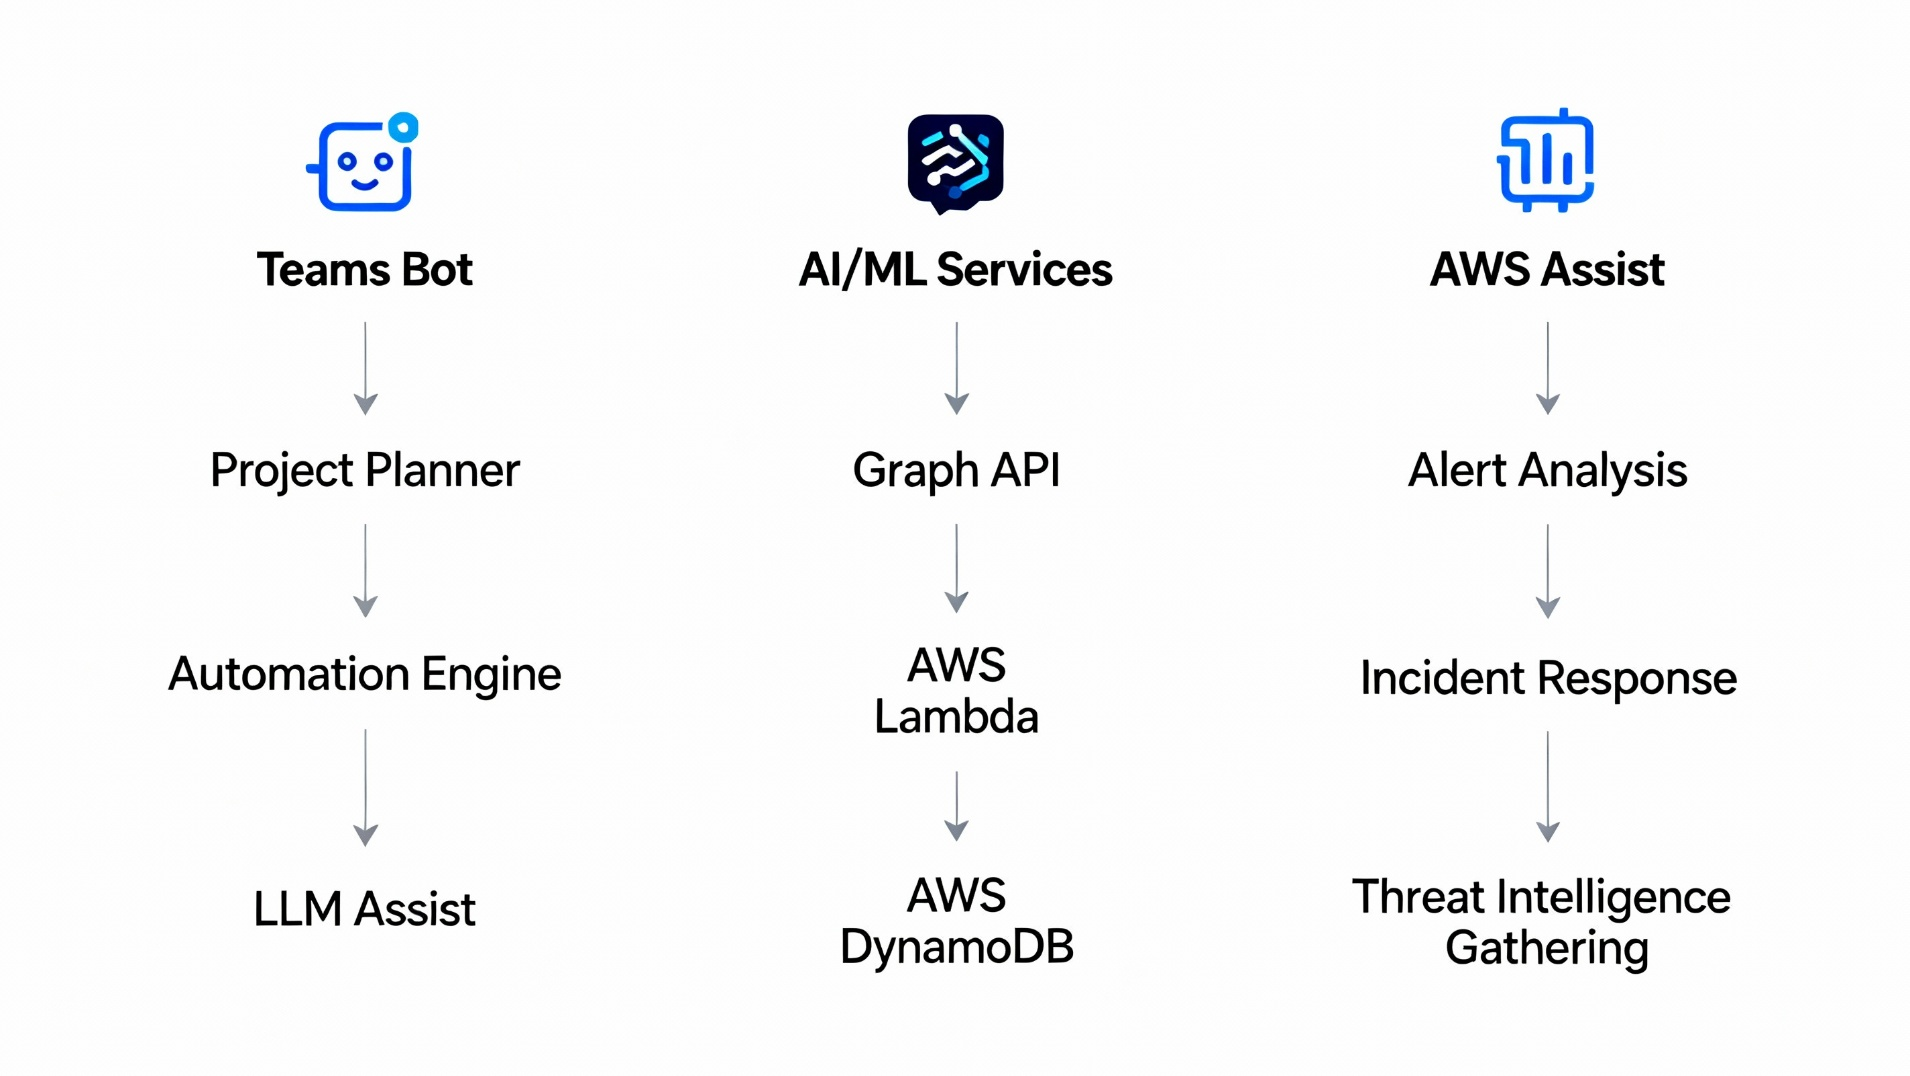 Teams Bot
Project Planner
Automation Engine
LLM Assist
AI/ML Services
Graph API
AWS
Lambda
AWS
DynamoDB
AWS Assist
Alert Analysis
Incident Response
Threat Intelligence
Gathering